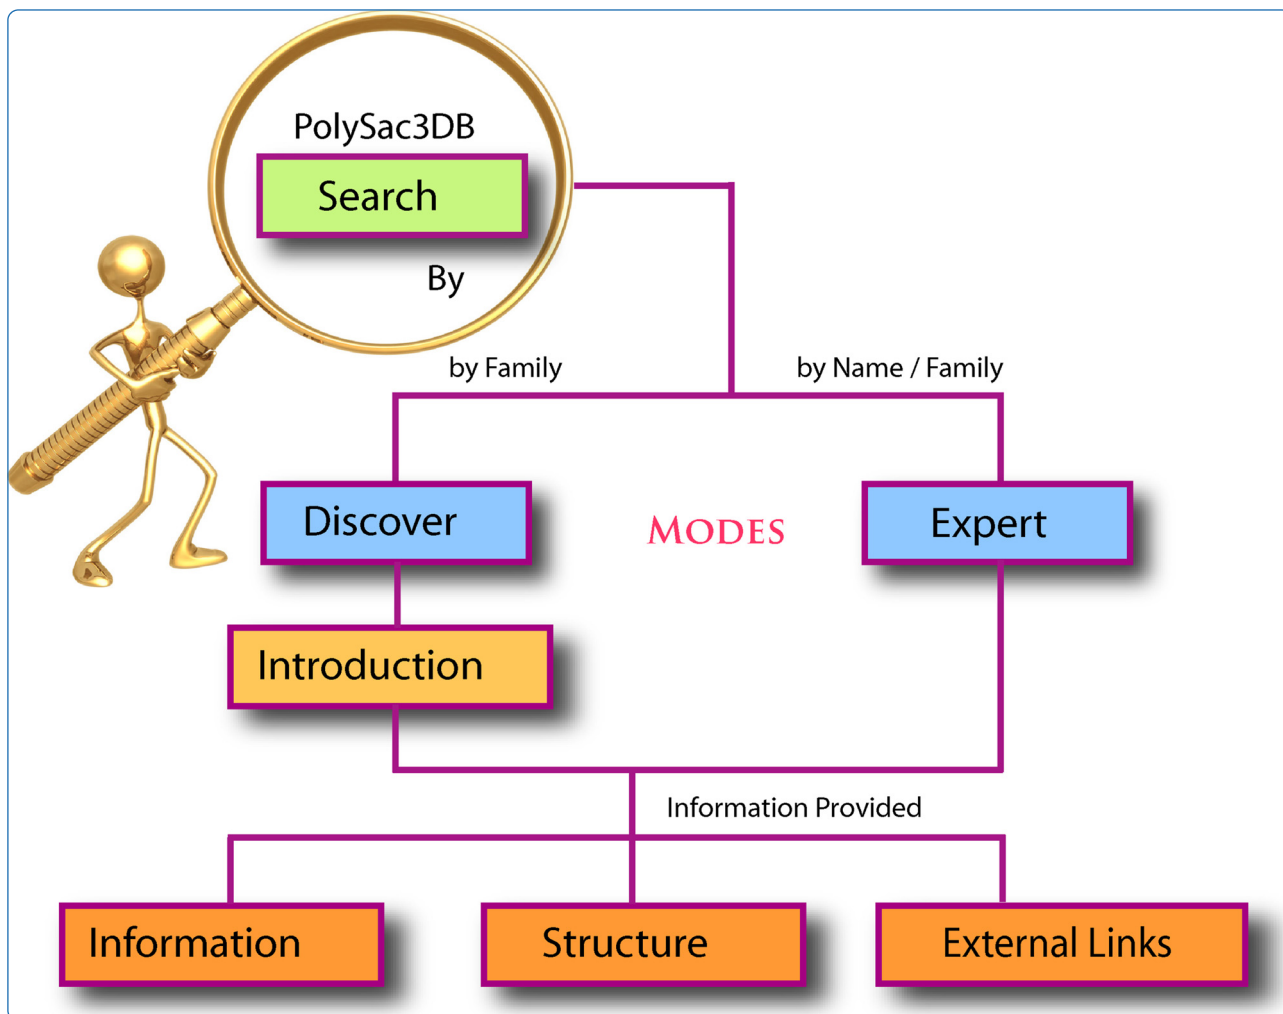 PolySac3DB
Search
By
by Family
by Name / Family
Discover
MODES
Expert
Introduction
Information Provided
Information
Structure
External Links